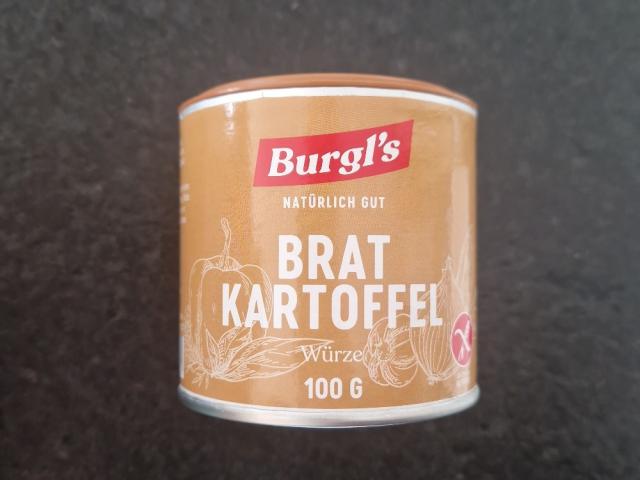 Burgl's
NATÜRLICH GUT
BRAT
KARTOFFEL
Würze
100 G